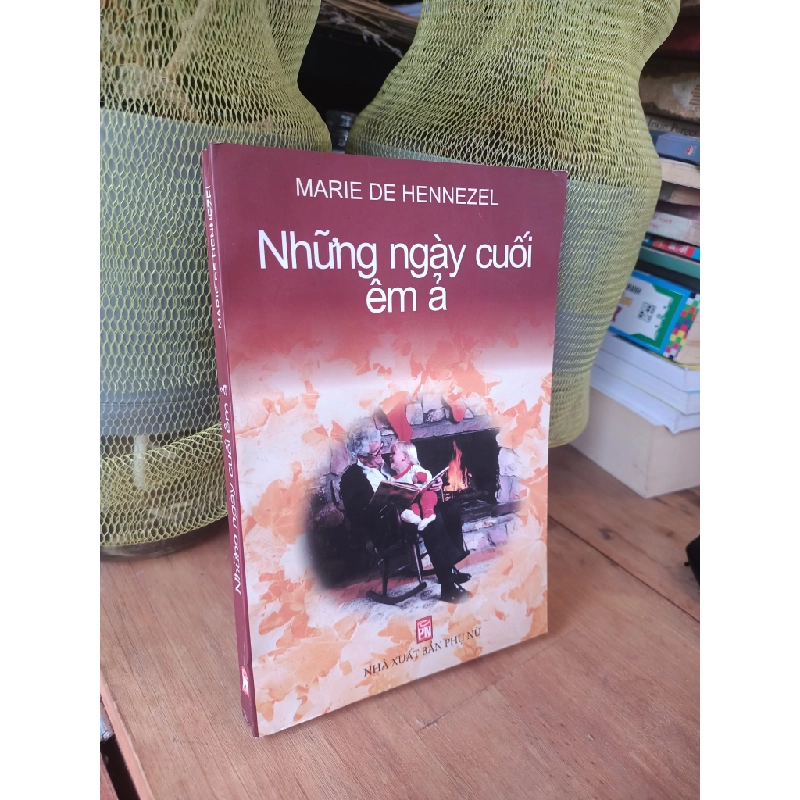 MARIE DE HENNEZEL
Những ngày cuối
êm ả
PN
NHÀ XUẤT BẢN PHỤ NỮ
MARIE DE HENNEZEL
Những ngày cuối êm ả